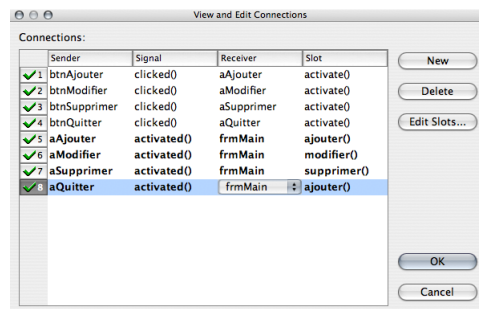 View and Edit Connections
Connections:
Sender Signal Receiver Slot
1 btnAjouter clicked() aAjouter activate()
2 btnModifier clicked() aModifier activate()
3 btnSupprimer clicked() aSupprimer activate()
4 btnQuitter clicked() aQuitter activate()
5 aAjouter activated() frmMain ajouter()
6 aModifier activated() frmMain modifier()
7 aSupprimer activated() frmMain supprimer()
8 aQuitter activated() frmMain ajouter()
New
Delete
Edit Slots...
OK
Cancel